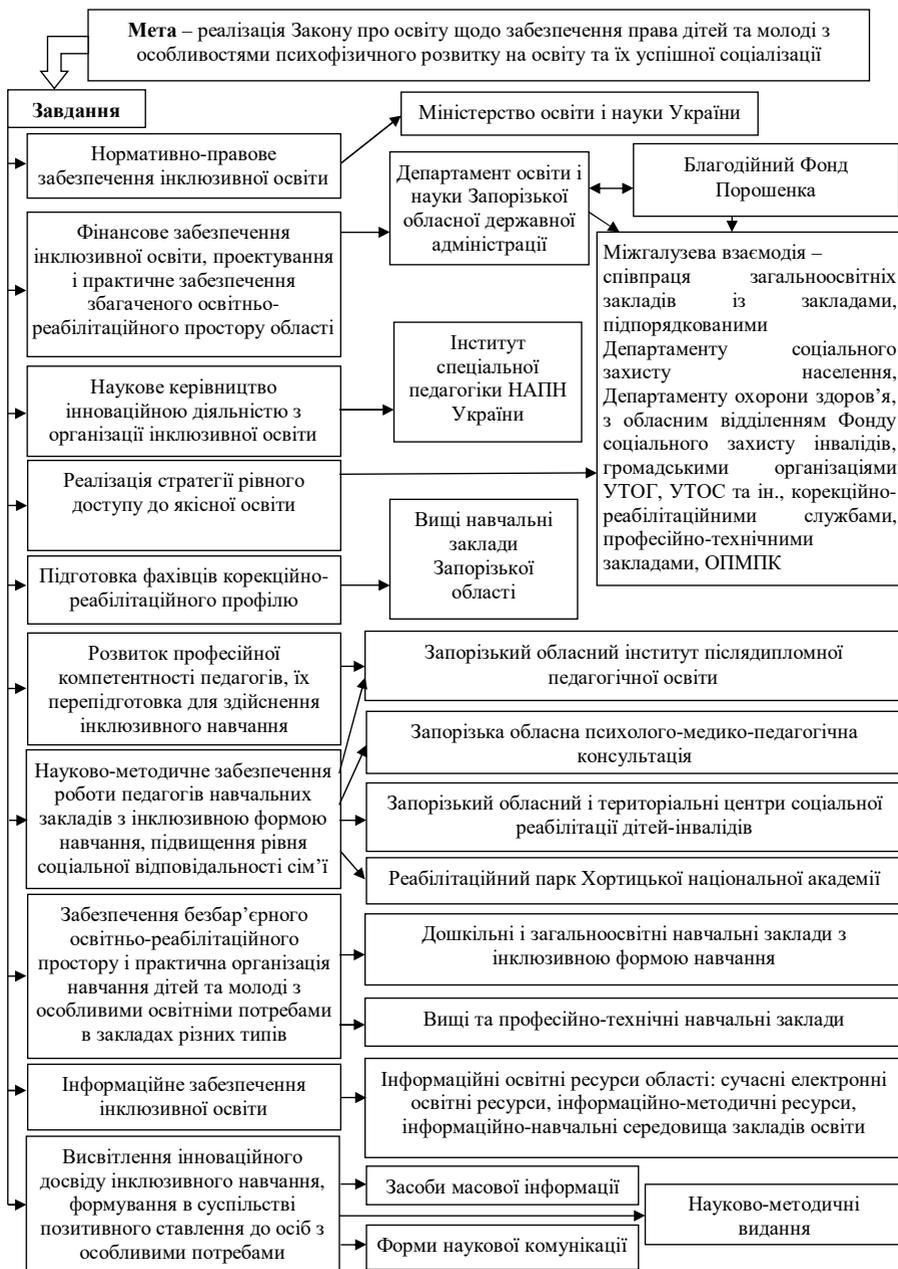 Мета – реалізація Закону про освіту щодо забезпечення права дітей та молоді з
особливостями психофізичного розвитку на освіту та їх успішної соціалізації
Завдання
Міністерство освіти і науки України
Нормативно-правове
забезпечення інклюзивної освіти
Департамент освіти і
науки Запорізької
обласної державної
адміністрації
Благодійний Фонд
Порошенка
Фінансове забезпечення
інклюзивної освіти, проектування
і практичне забезпечення
збагаченого освітньо-
реабілітаційного простору області
Міжгалузева взаємодія –
співпраця загальноосвітніх
закладів із закладами,
підпорядкованими
Департаменту соціального
захисту населення,
Департаменту охорони здоров’я,
з обласним відділенням Фонду
соціального захисту інвалідів,
громадськими організаціями
УТОГ, УТОС та ін., корекційно-
реабілітаційними службами,
професійно-технічними
закладами, ОПМПК
Наукове керівництво
інноваційною діяльністю з
організації інклюзивної освіти
Інститут
спеціальної
педагогіки НАПН
України
Реалізація стратегії рівного
доступу до якісної освіти
Підготовка фахівців корекційно-
реабілітаційного профілю
Вищі навчальні
заклади
Запорізької
області
Розвиток професійної
компетентності педагогів, їх
перепідготовка для здійснення
інклюзивного навчання
Запорізький обласний інститут післядипломної
педагогічної освіти
Науково-методичне забезпечення
роботи педагогів навчальних
закладів з інклюзивною формою
навчання, підвищення рівня
соціальної відповідальності сім’ї
Запорізька обласна психолого-медико-педагогічна
консультація
Запорізький обласний і територіальні центри соціальної
реабілітації дітей-інвалідів
Реабілітаційний парк Хортицької національної академії
Забезпечення безбар’єрного
освітньо-реабілітаційного
простору і практична організація
навчання дітей та молоді з
особливими освітніми потребами
в закладах різних типів
Дошкільні і загальноосвітні навчальні заклади з
інклюзивною формою навчання
Вищі та професійно-технічні навчальні заклади
Інформаційне забезпечення
інклюзивної освіти
Інформаційні освітні ресурси області: сучасні електронні
освітні ресурси, інформаційно-методичні ресурси,
інформаційно-навчальні середовища закладів освіти
Висвітлення інноваційного
досвіду інклюзивного навчання,
формування в суспільстві
позитивного ставлення до осіб з
особливими потребами
Засоби масової інформації
Науково-методичні
видання
Форми наукової комунікації